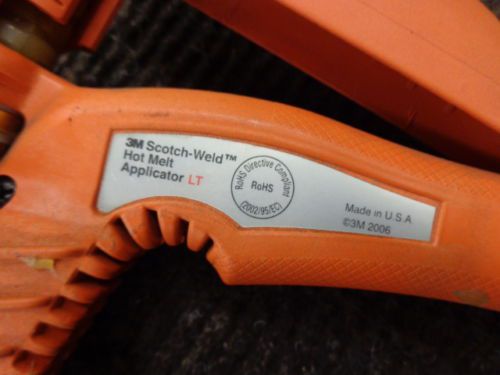 3M Scotch-Weld™
Hot Melt
Applicator LT
RoHS Directive Compliant
RoHS
(2002/95/EC)
Made in U.S.A.
©3M 2006